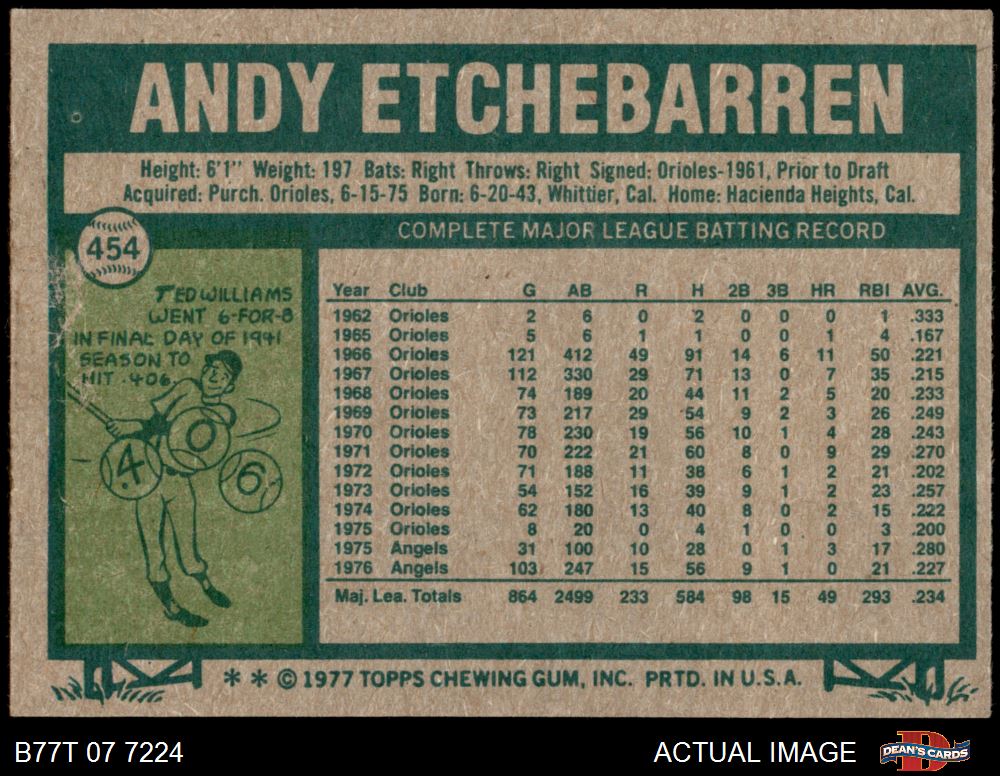 ANDY ETCHEBARREN
Height: 6'1" Weight: 197 Bats: Right Throws: Right Signed: Orioles-1961, Prior to Draft
Acquired: Purch. Orioles, 6-15-75 Born: 6-20-43, Whittier, Cal. Home: Hacienda Heights, Cal.
454
COMPLETE MAJOR LEAGUE BATTING RECORD
TED WILLIAMS
WENT 6-FOR-8
IN FINAL DAY OF 1941
SEASON TO
HIT .406
.4 0 6
Year Club G AB R H 2B 3B HR RBI AVG.
1962 Orioles 2 6 0 2 0 0 0 1 .333
1965 Orioles 5 6 1 1 0 0 1 4 .167
1966 Orioles 121 412 49 91 14 6 11 50 .221
1967 Orioles 112 330 29 71 13 0 7 35 .215
1968 Orioles 74 189 20 44 11 2 5 20 .233
1969 Orioles 73 217 29 54 9 2 3 26 .249
1970 Orioles 78 230 19 56 10 1 4 28 .243
1971 Orioles 70 222 21 60 8 0 9 29 .270
1972 Orioles 71 188 11 38 6 1 2 21 .202
1973 Orioles 54 152 16 39 9 1 2 23 .257
1974 Orioles 62 180 13 40 8 0 2 15 .222
1975 Orioles 8 20 0 4 1 0 0 3 .200
1975 Angels 31 100 10 28 0 1 3 17 .280
1976 Angels 103 247 15 56 9 1 0 21 .227
Maj. Lea. Totals 864 2499 233 584 98 15 49 293 .234
* * © 1977 TOPPS CHEWING GUM, INC. PRTD. IN U.S.A.
B77T 07 7224
ACTUAL IMAGE
DEAN'S CARDS